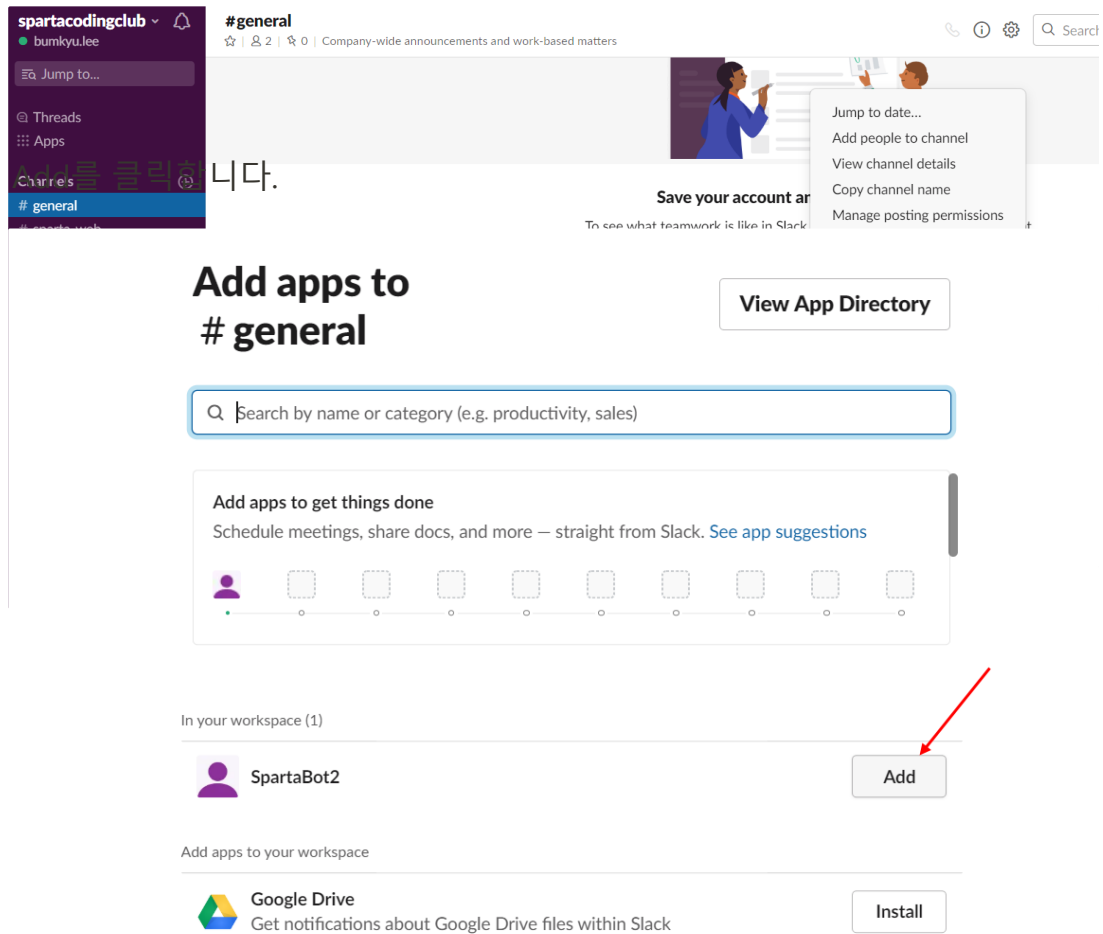 spartacodingclub
bumkyu.lee
Jump to...
Threads
Apps
Channels
# general
# sparta-web
#general
2 | 0 | Company-wide announcements and work-based matters
Search
Jump to date...
Add people to channel
View channel details
Copy channel name
Manage posting permissions
Save your account an
To see what teamwork is like in Slack
Add를 클릭합니다.
Add apps to
# general
View App Directory
Search by name or category (e.g. productivity, sales)
Add apps to get things done
Schedule meetings, share docs, and more — straight from Slack. See app suggestions
In your workspace (1)
SpartaBot2
Add
Add apps to your workspace
Google Drive
Get notifications about Google Drive files within Slack
Install